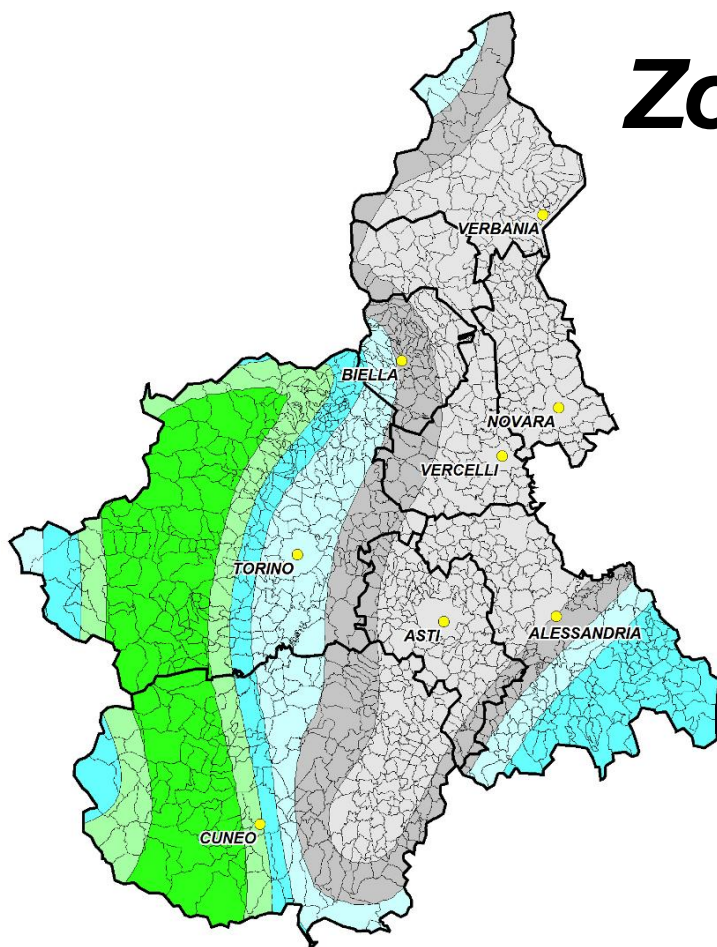 Zo
VERBANIA
BIELLA
NOVARA
VERCELLI
TORINO
ASTI
ALESSANDRIA
CUNEO